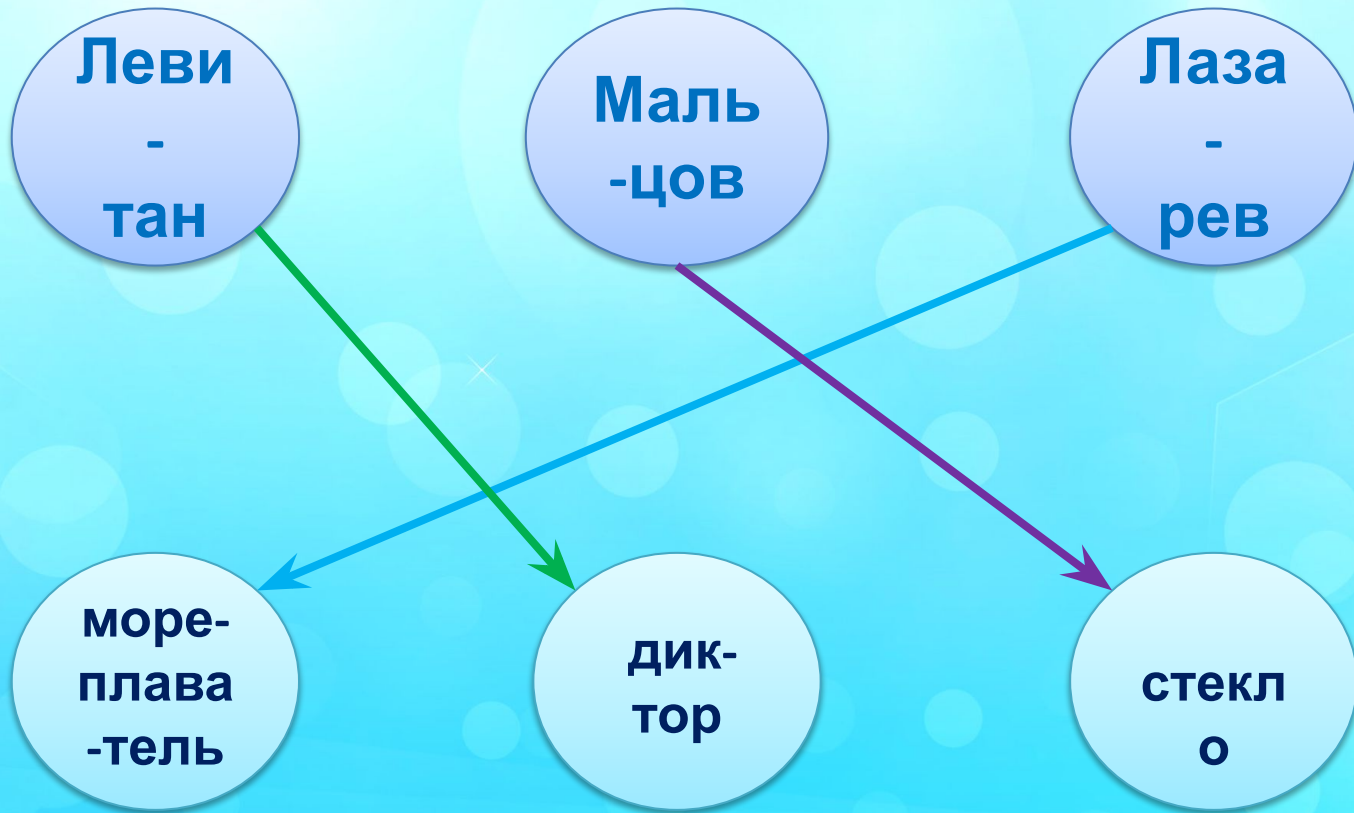 Леви
-
тан
Маль
-цов
Лаза
-
рев
море-
плава
-тель
дик-
тор
стекл
о